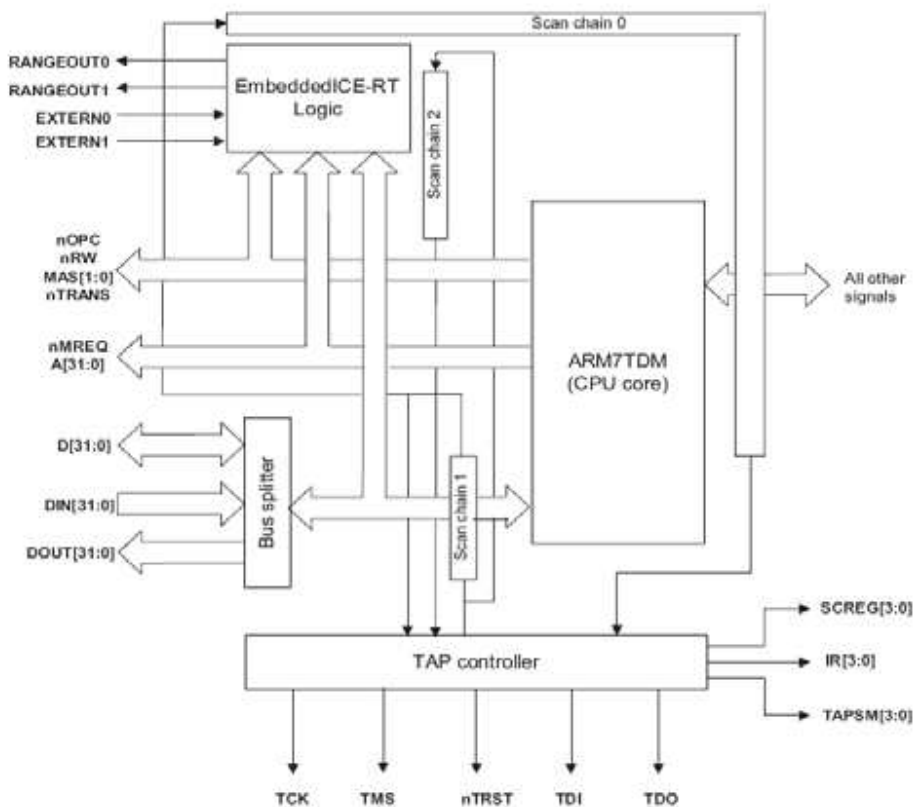 Scan chain 0
RANGEOUT0
RANGEOUT1
EXTERN0
EXTERN1
EmbeddedICE-RT
Logic
Scan chain 2
nOPC
nRW
MAS[1:0]
nTRANS
All other
signals
nMREQ
A[31:0]
ARM7TDM
(CPU core)
D[31:0]
DIN[31:0]
DOUT[31:0]
Bus splitter
Scan chain 1
SCREG[3:0]
TAP controller
IR[3:0]
TAPSM[3:0]
TCK
TMS
nTRST
TDI
TDO